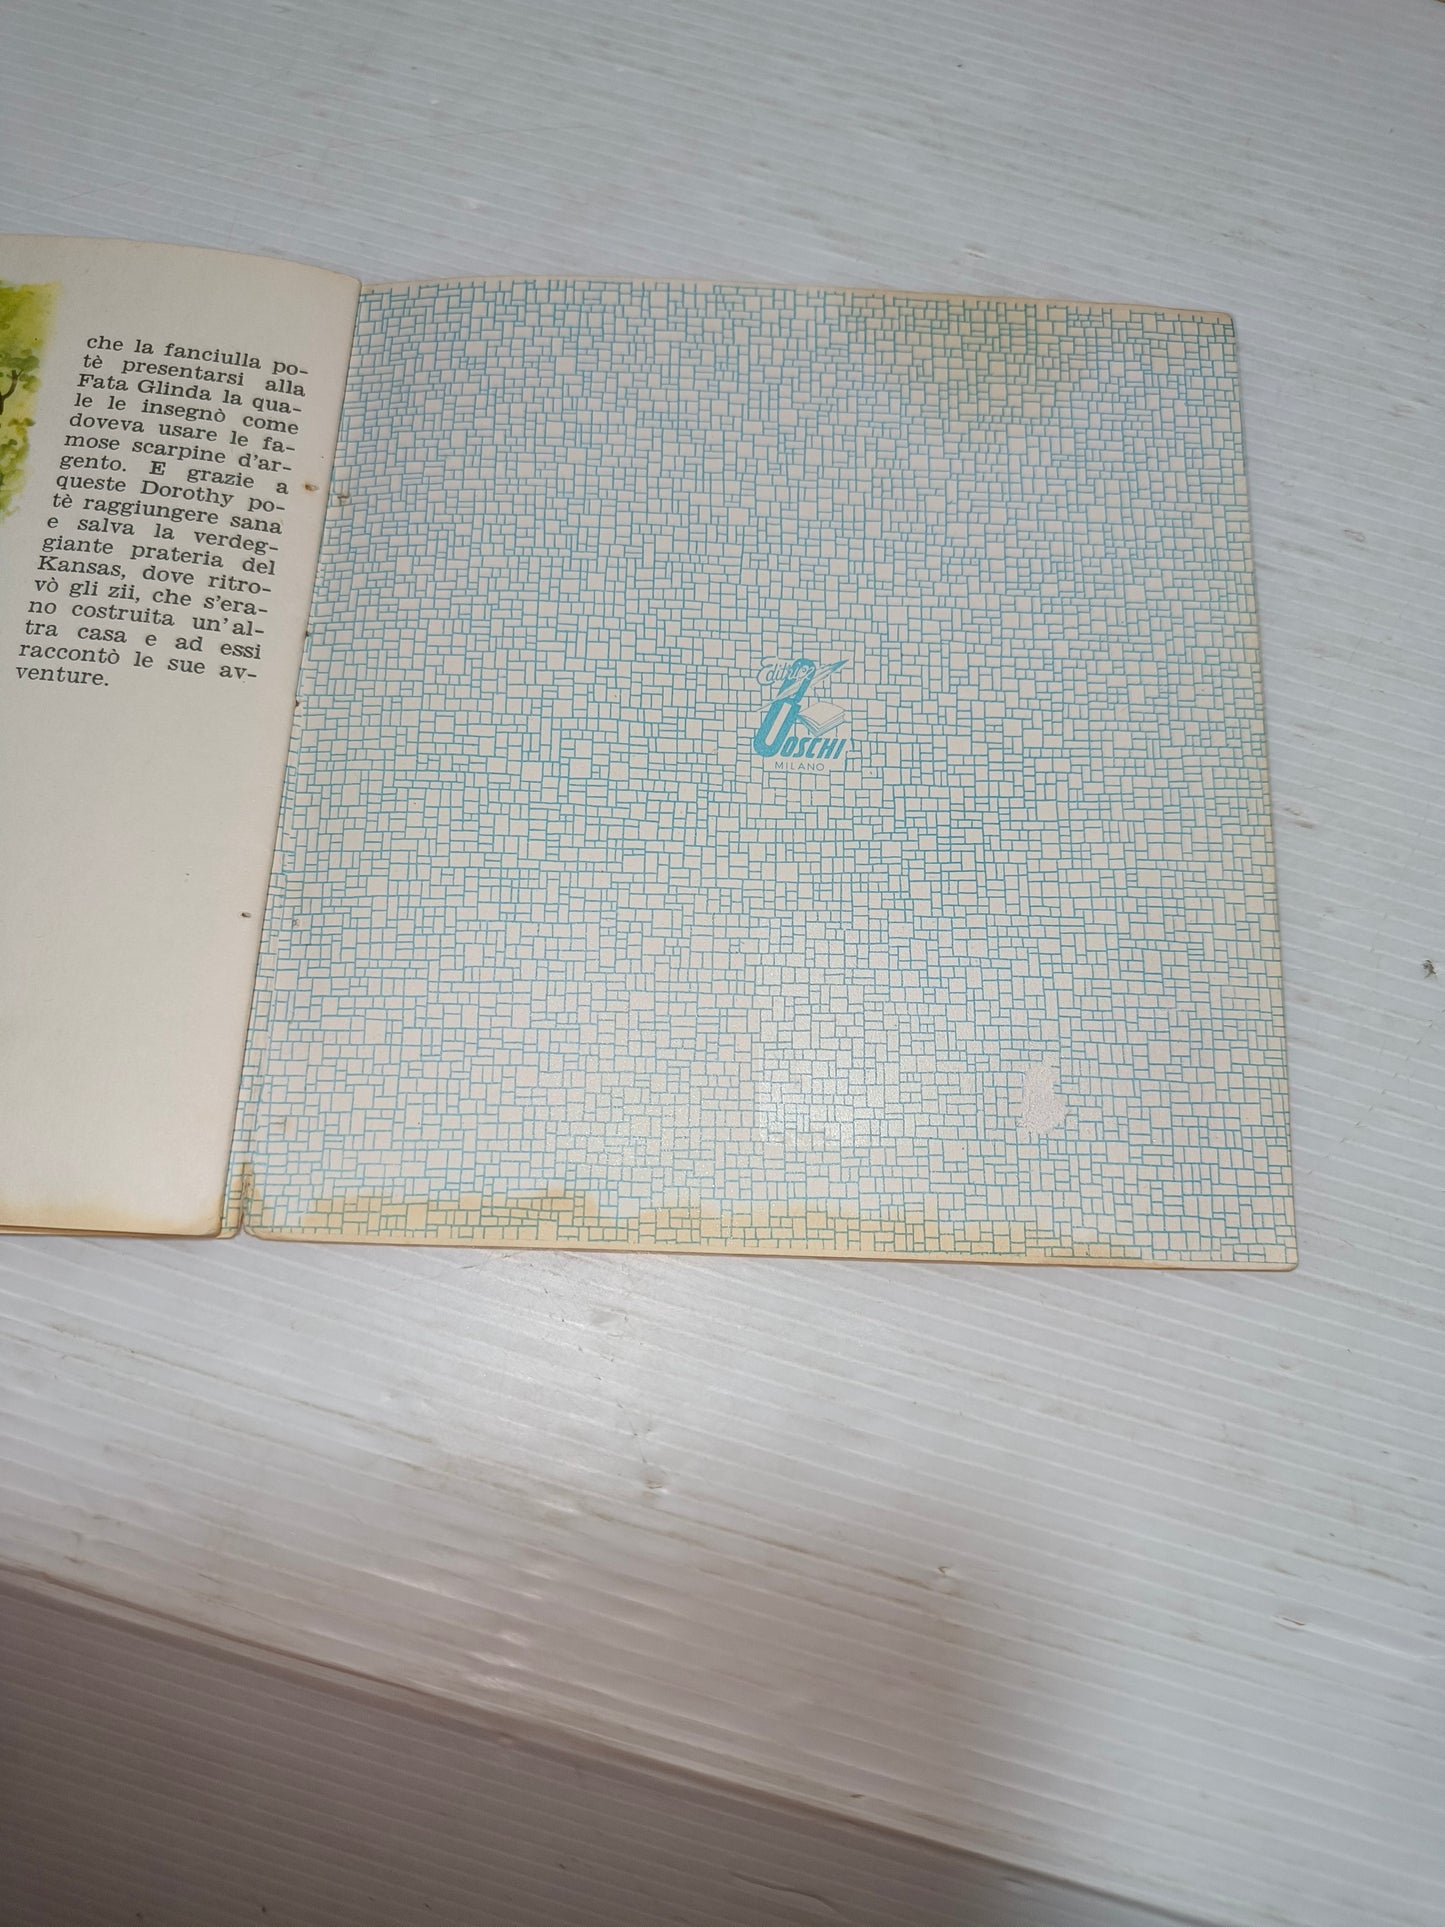 che la fanciulla po-
tè presentarsi alla
Fata Glinda la qua-
le le insegnò come
doveva usare le fa-
mose scarpine d'ar-
gento. E grazie a
queste Dorothy po-
tè raggiungere sana
e salva la verdeg-
giante prateria del
Kansas, dove ritro-
vò gli zii, che s'era-
no costruita un'al-
tra casa e ad essi
raccontò le sue av-
venture.
Editrice
BOSCHI
MILANO